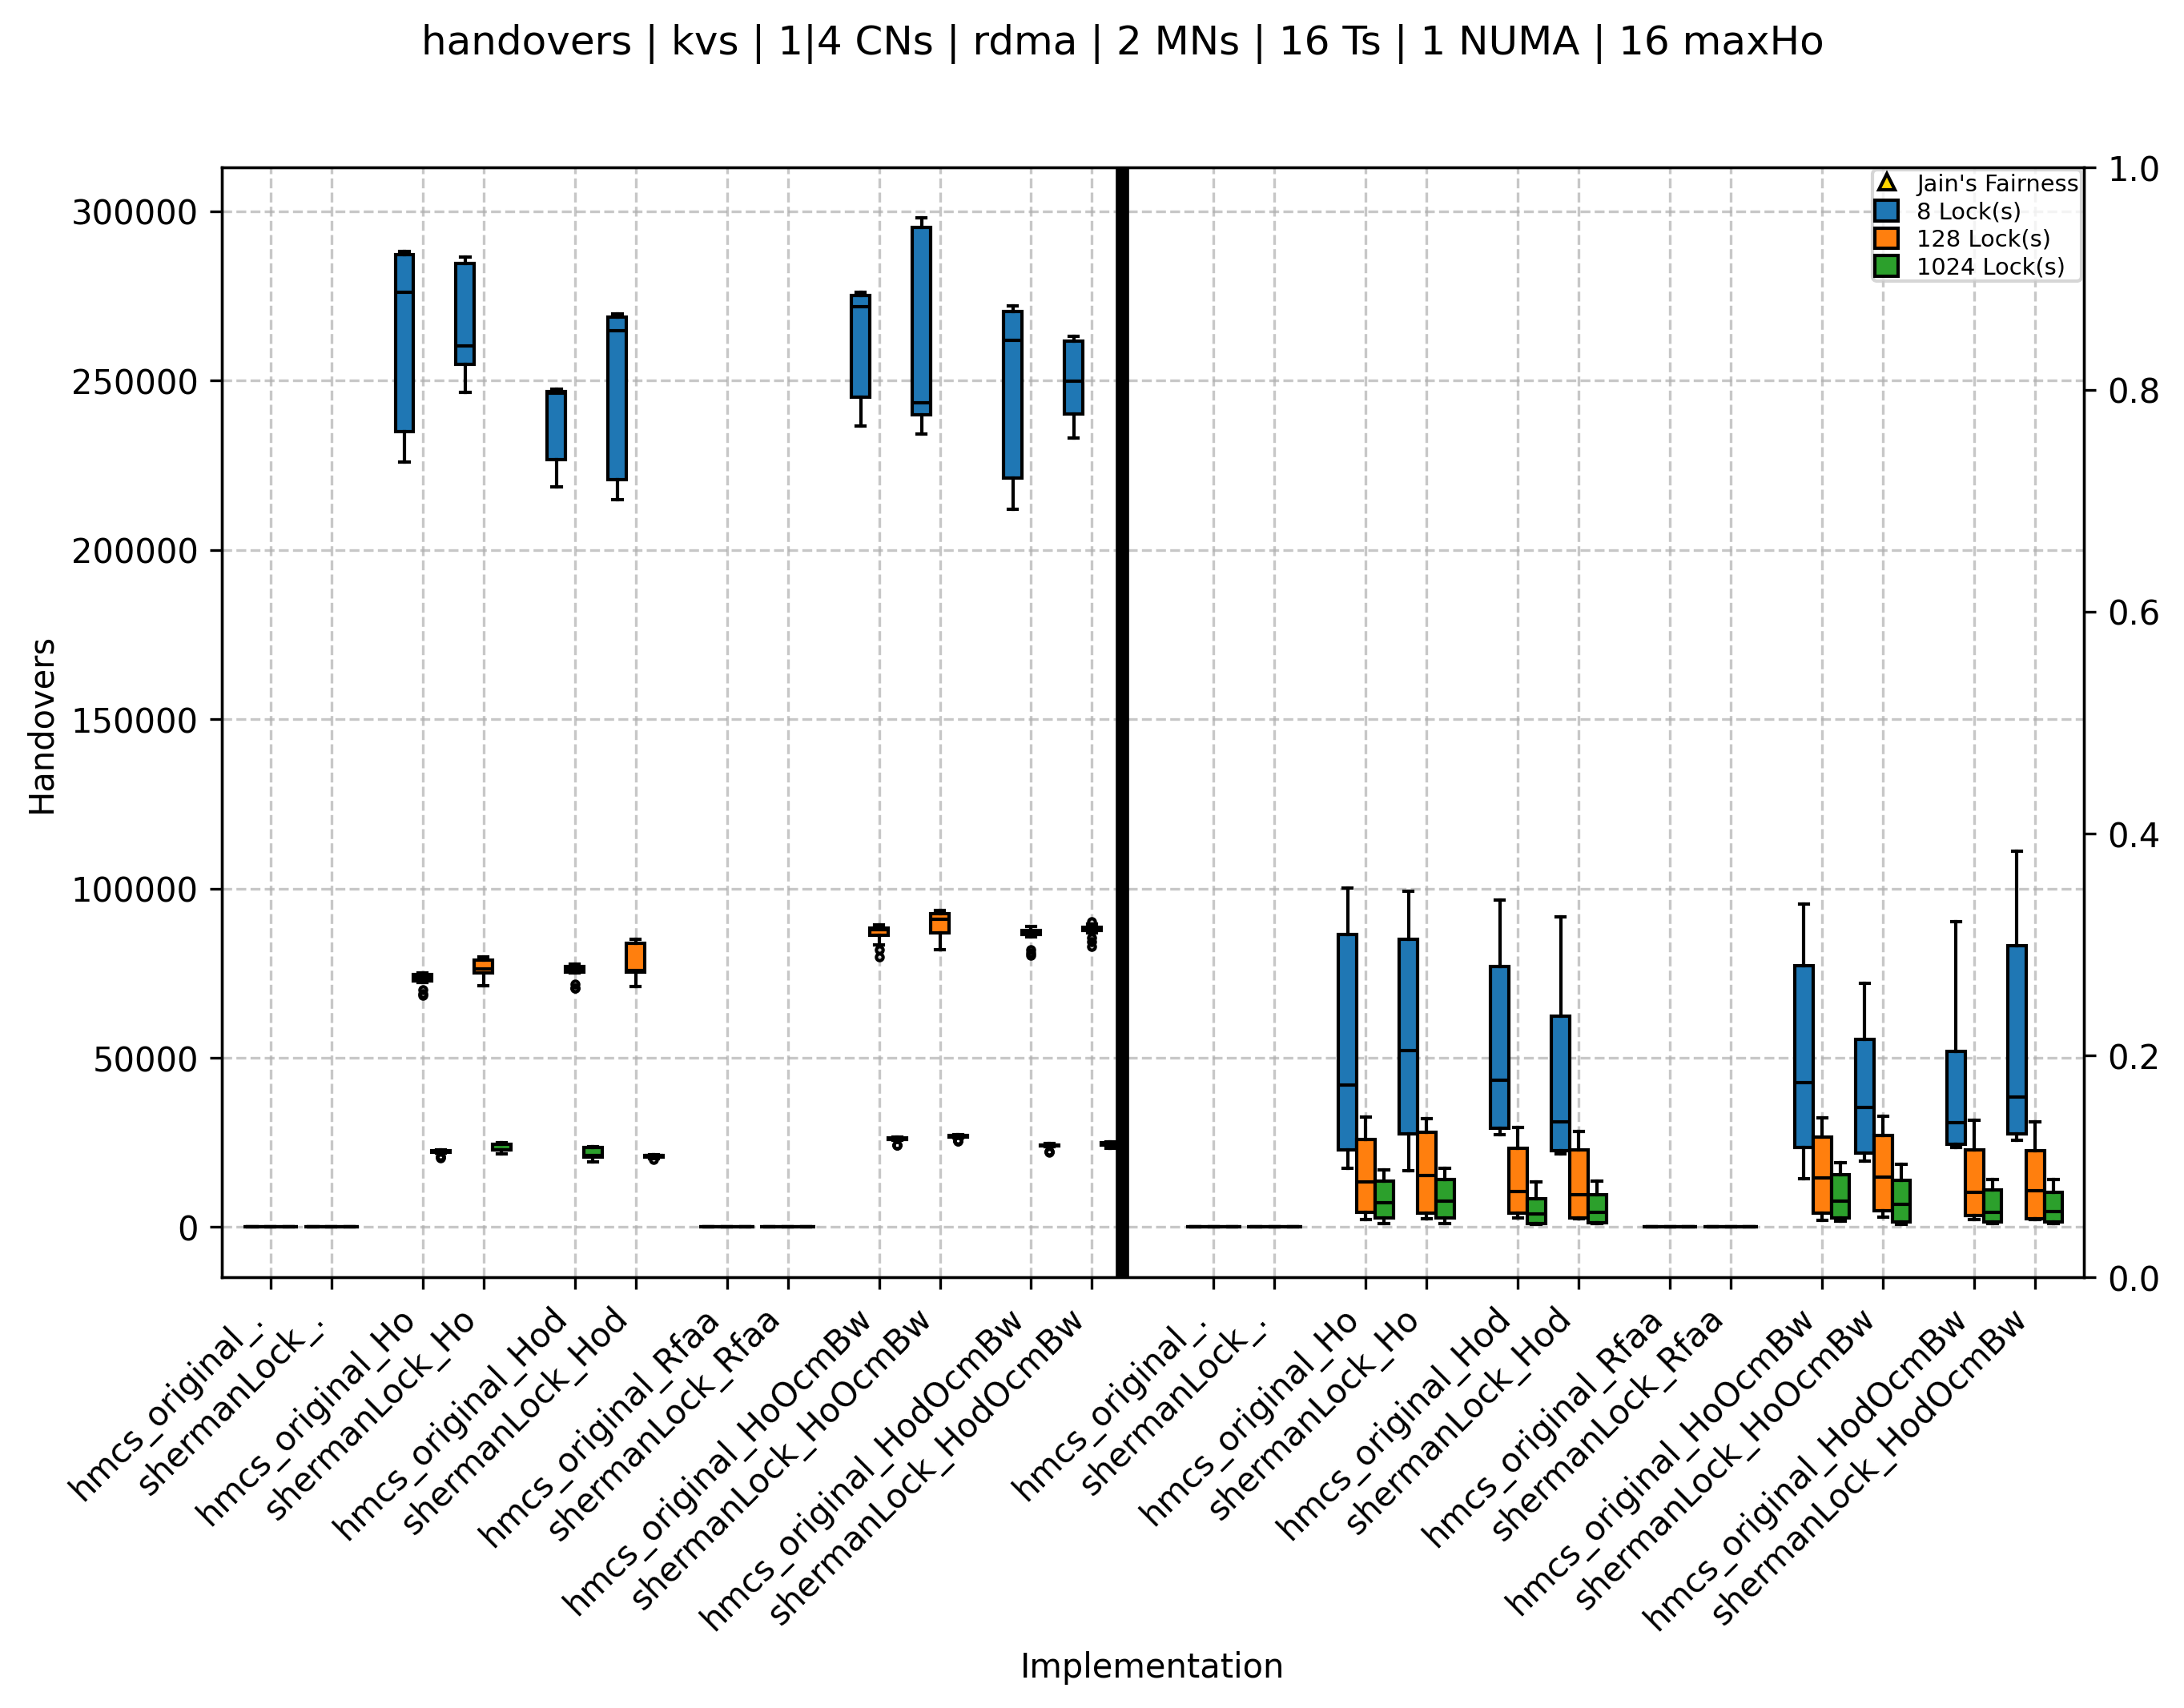 handovers | kvs | 1|4 CNs | rdma | 2 MNs | 16 Ts | 1 NUMA | 16 maxHo
Jain's Fairness
8 Lock(s)
128 Lock(s)
1024 Lock(s)
Handovers
300000
250000
200000
150000
100000
50000
0
1.0
0.8
0.6
0.4
0.2
0.0
hmcs_original_.
shermanLock_.
hmcs_original_Ho
shermanLock_Ho
hmcs_original_Hod
shermanLock_Hod
hmcs_original_Rfaa
shermanLock_Rfaa
hmcs_original_HoOcmBw
shermanLock_HoOcmBw
hmcs_original_HodOcmBw
shermanLock_HodOcmBw
hmcs_original_.
shermanLock_.
hmcs_original_Ho
shermanLock_Ho
hmcs_original_Hod
shermanLock_Hod
hmcs_original_Rfaa
shermanLock_Rfaa
hmcs_original_HoOcmBw
shermanLock_HoOcmBw
hmcs_original_HodOcmBw
shermanLock_HodOcmBw
Implementation